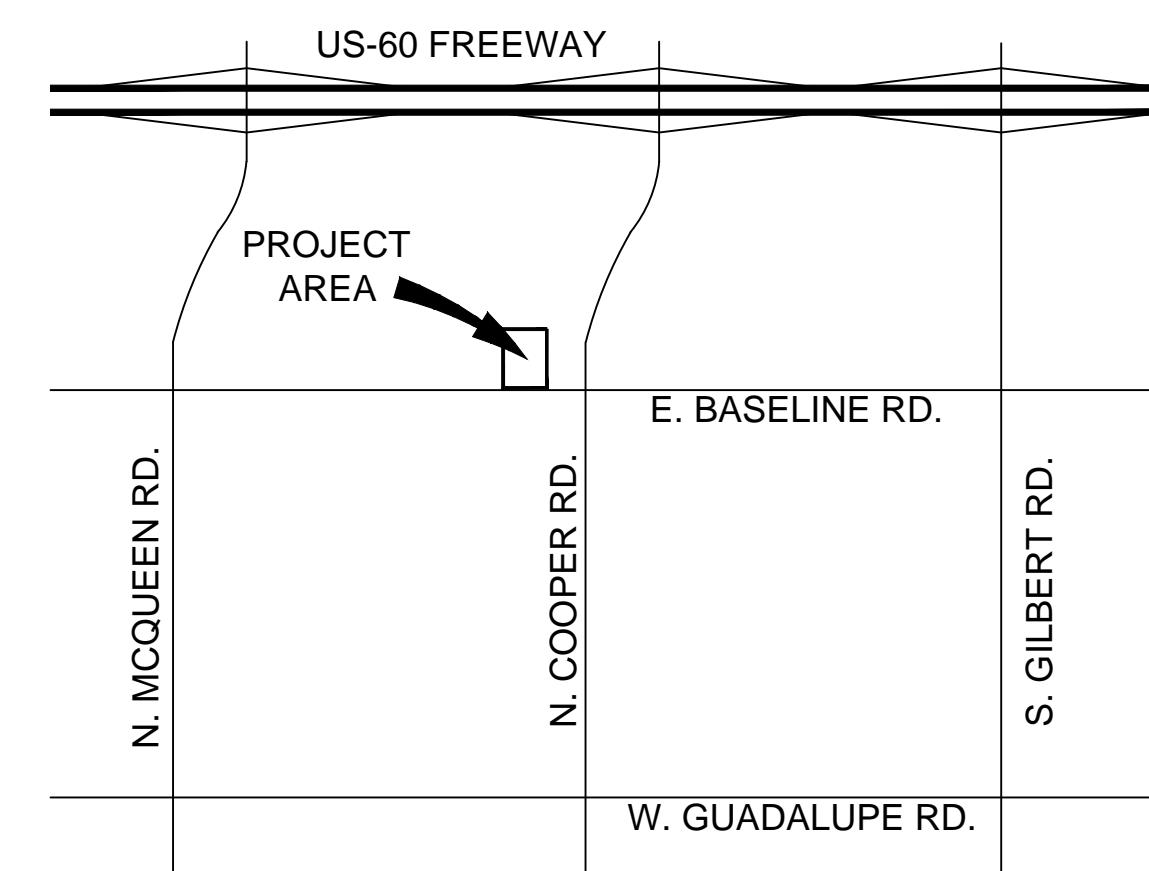 US-60 FREEWAY
PROJECT
AREA
E. BASELINE RD.
N. MCQUEEN RD.
N. COOPER RD.
S. GILBERT RD.
W. GUADALUPE RD.